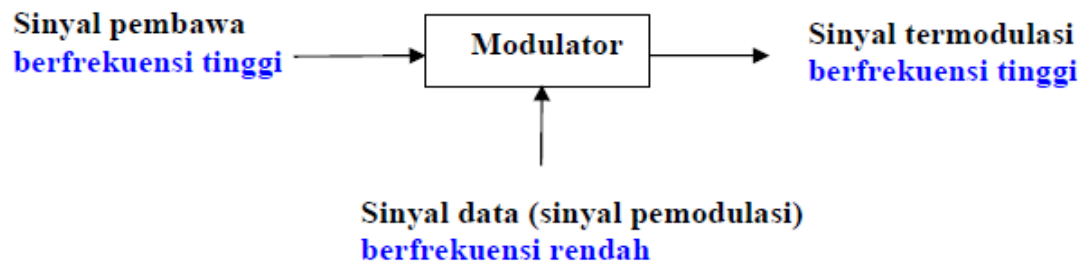 Sinyal pembawa
berfrekuensi tinggi
Modulator
Sinyal termodulasi
berfrekuensi tinggi
Sinyal data (sinyal pemodulasi)
berfrekuensi rendah